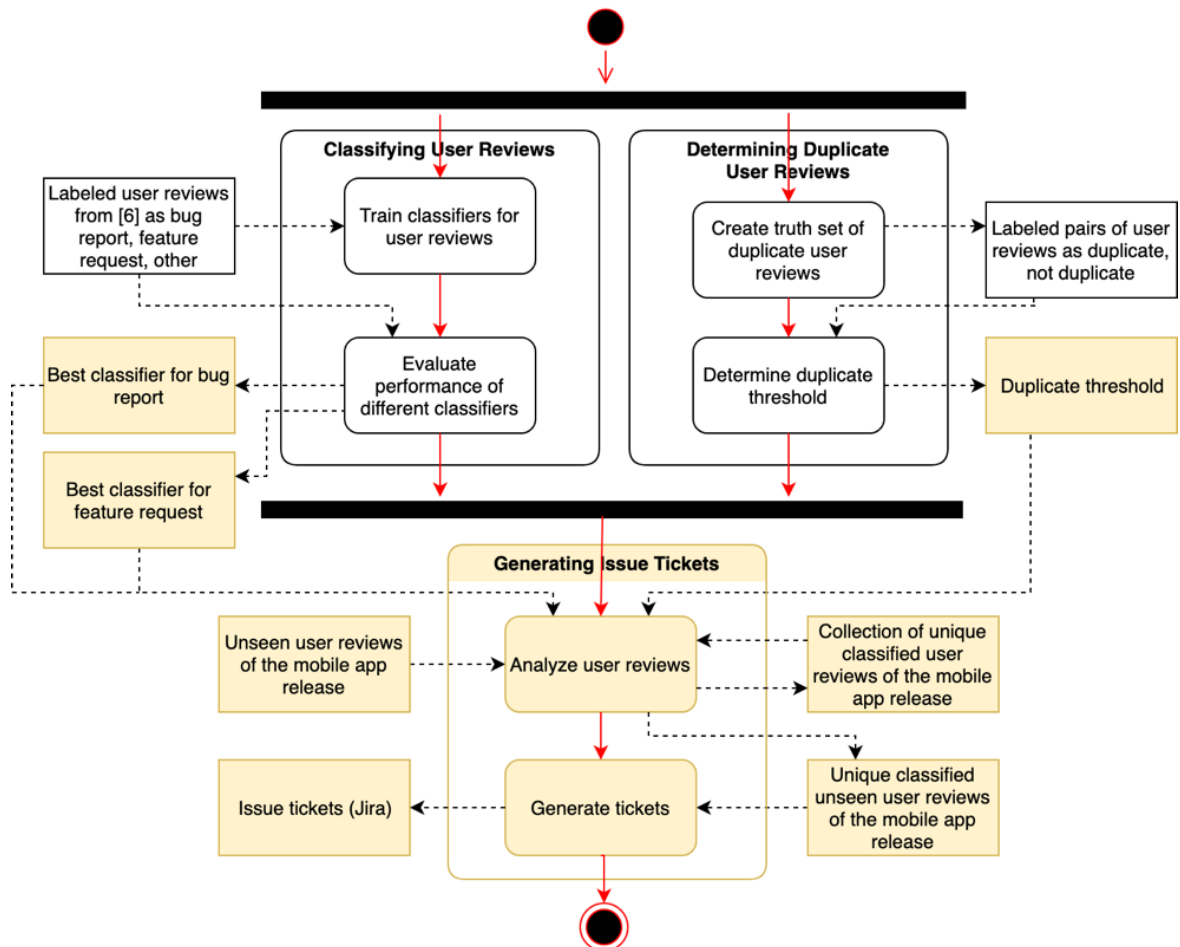 Classifying User Reviews
Determining Duplicate
User Reviews
Labeled user reviews
from [6] as bug
report, feature
request, other
Train classifiers for
user reviews
Create truth set of
duplicate user
reviews
Labeled pairs of user
reviews as duplicate,
not duplicate
Best classifier for bug
report
Evaluate
performance of
different classifiers
Determine duplicate
threshold
Duplicate threshold
Best classifier for
feature request
Generating Issue Tickets
Unseen user reviews
of the mobile app
release
Analyze user reviews
Collection of unique
classified user
reviews of the mobile
app release
Issue tickets (Jira)
Generate tickets
Unique classified
unseen user reviews
of the mobile app
release